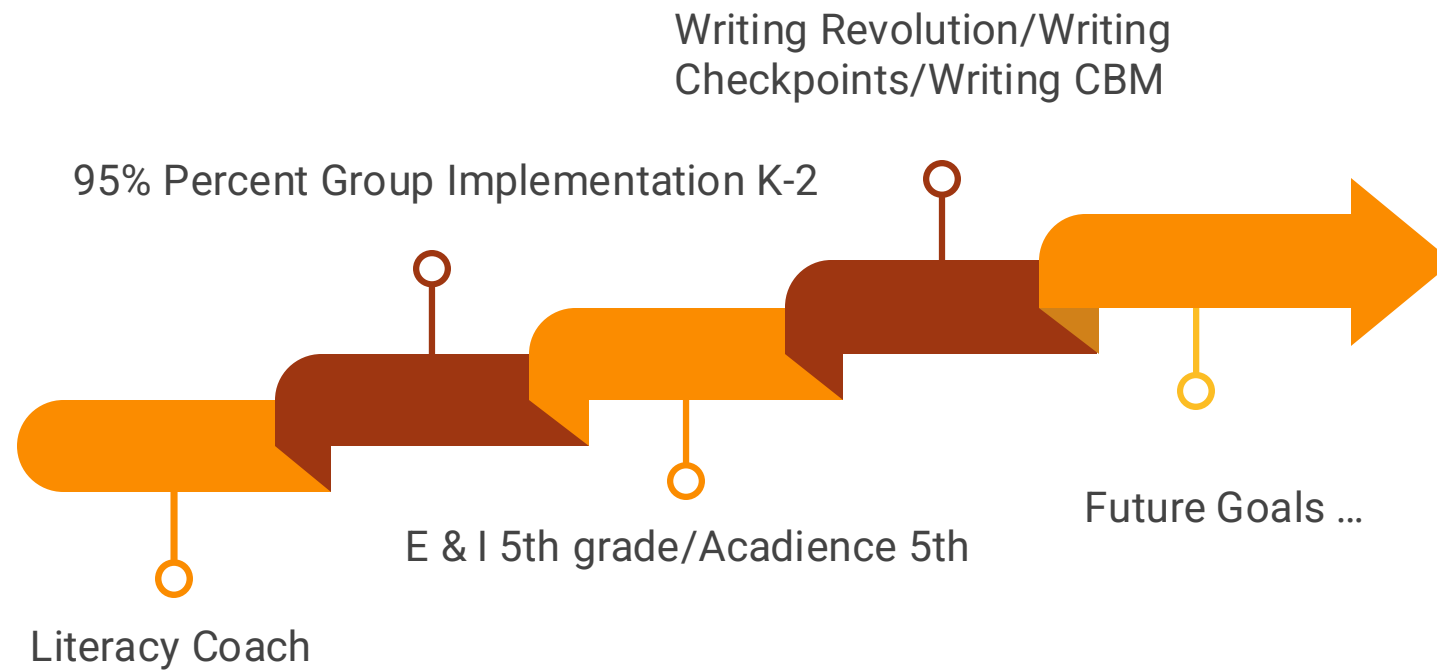 Writing Revolution/Writing
Checkpoints/Writing CBM
95% Percent Group Implementation K-2
E & I 5th grade/Acadience 5th
Future Goals ...
Literacy Coach